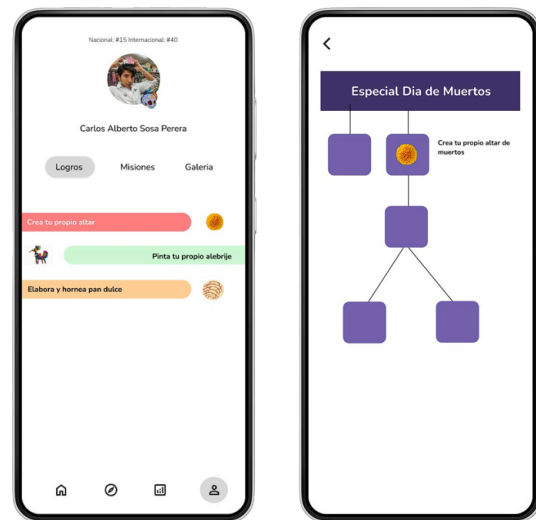 Nacional: #15 Internacional: #40
Carlos Alberto Sosa Perera
Logros
Misiones
Galeria
Crea tu propio altar
Pinta tu propio alebrije
Elabora y hornea pan dulce
Especial Dia de Muertos
Crea tu propio altar de
muertos